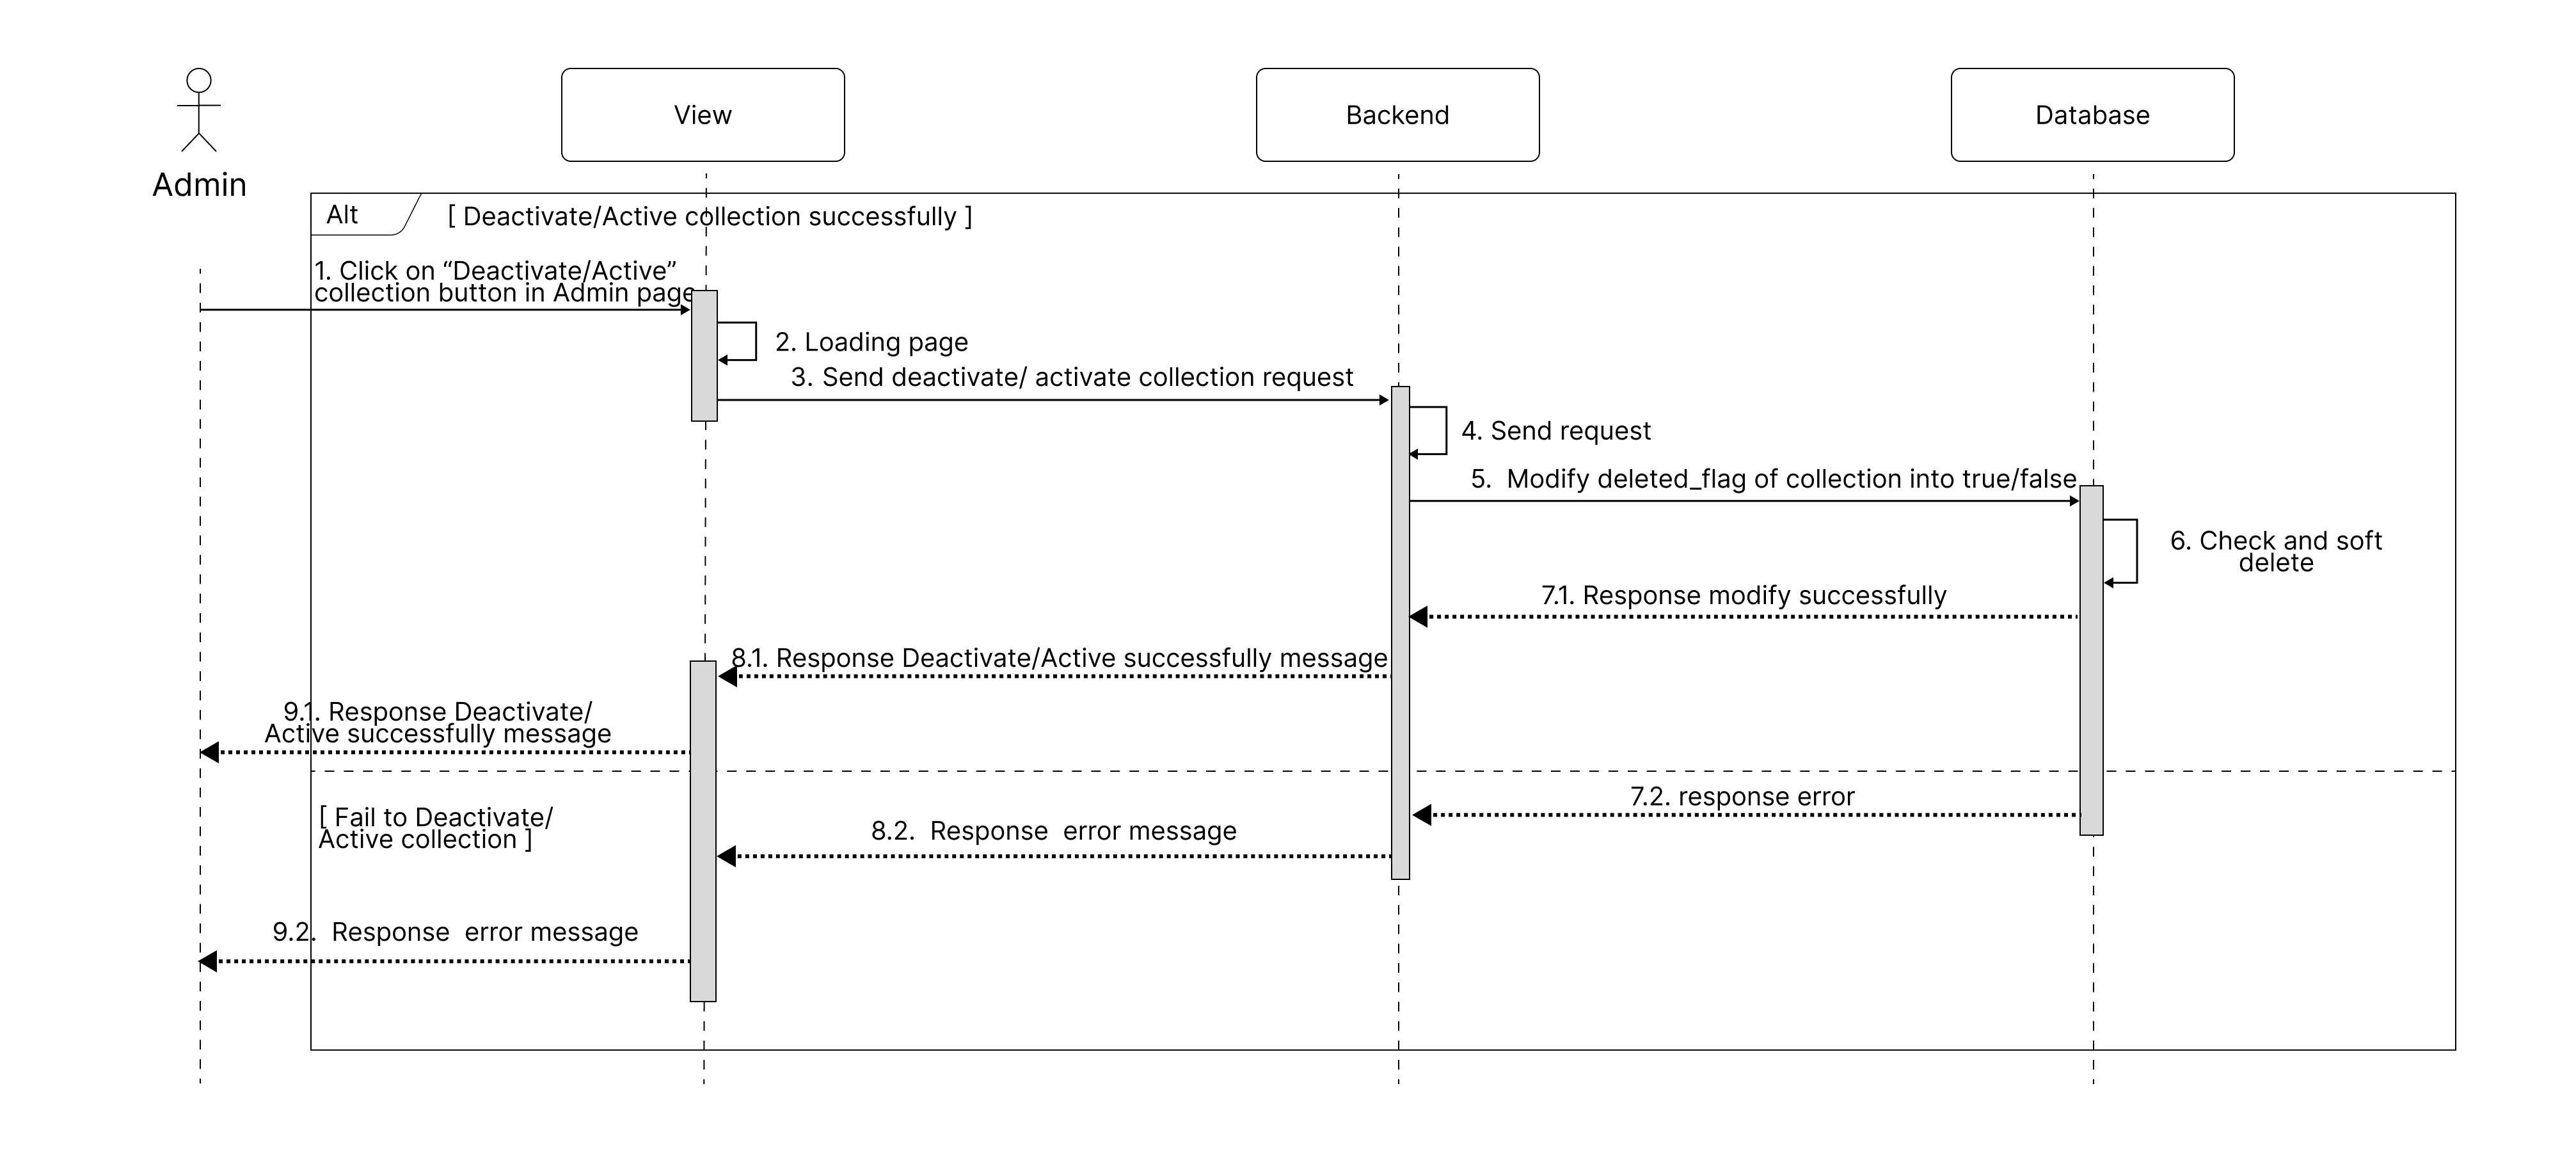 View
Backend
Database
Admin
Alt
[ Deactivate/Active collection successfully ]
1. Click on “Deactivate/Active”
collection button in Admin page
2. Loading page
3. Send deactivate/ activate collection request
4. Send request
5.  Modify deleted_flag of collection into true/false
6. Check and soft
delete
7.1. Response modify successfully
8.1. Response Deactivate/Active successfully message
9.1. Response Deactivate/
Active successfully message
7.2. response error
[ Fail to Deactivate/
Active collection ]
8.2.  Response  error message
9.2.  Response  error message